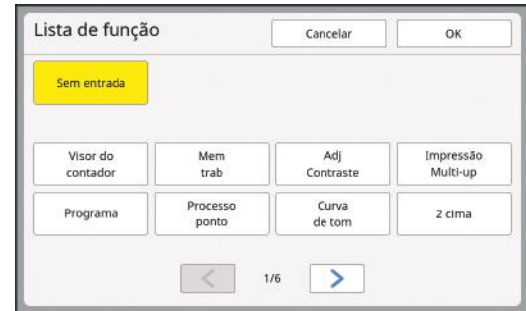 Lista de função
Cancelar
OK
Sem entrada
Visor do
contador
Mem
trab
Adj
Contraste
Impressão
Multi-up
Programa
Processo
ponto
Curva
de tom
2 cima
1/6